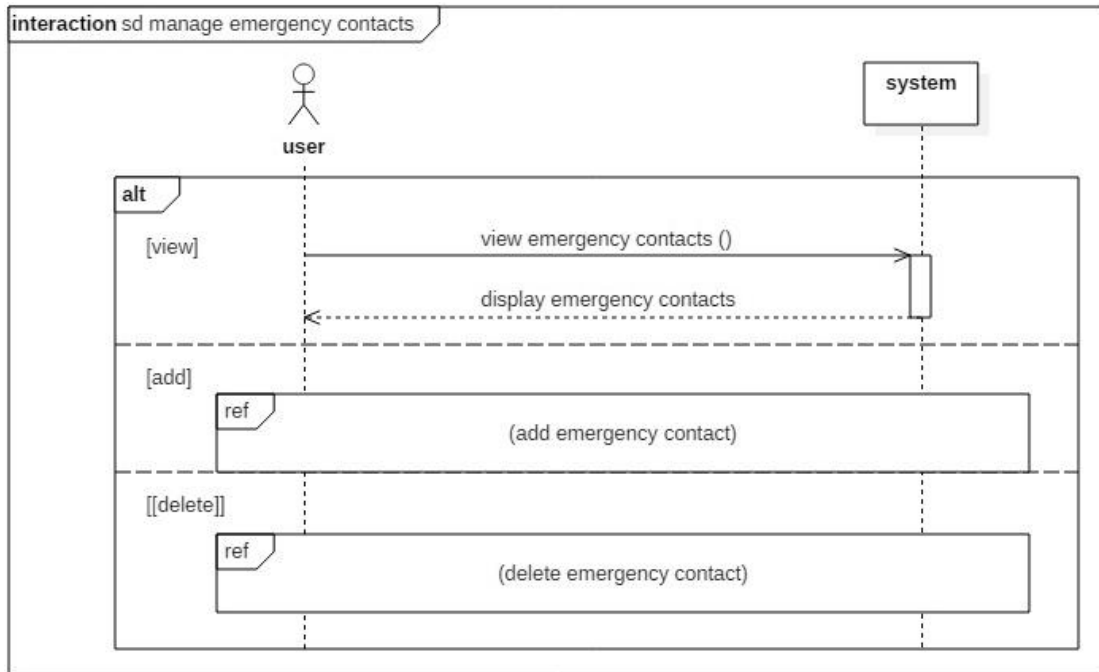 interaction sd manage emergency contacts
user
system
alt
[view]
view emergency contacts ()
display emergency contacts
[add]
ref
(add emergency contact)
[[delete]]
ref
(delete emergency contact)